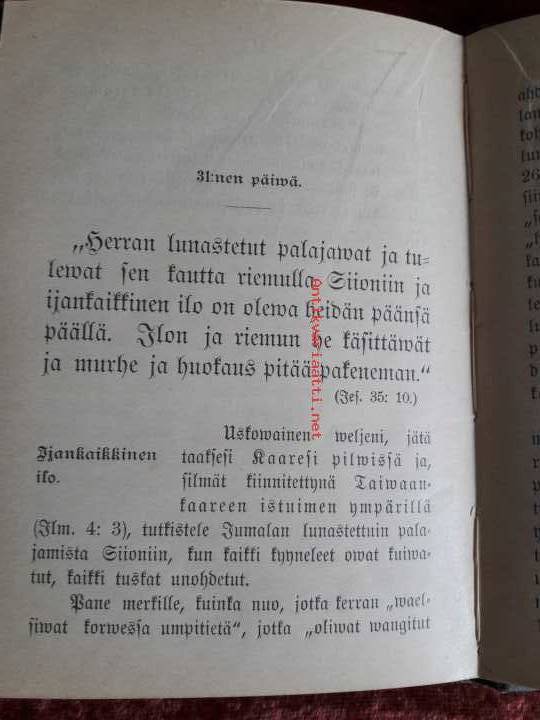 31:nen päiwä.
„Herran lunastetut palajawat ja tu=
lewat sen kautta riemulla Siioniin ja
ijankaikkinen ilo on olewa heidän päänsä
päällä. Ilon ja riemun he käsittäwät
ja murhe ja huokaus pitää pakeneman.“
(Jes. 35: 10.)
Ijankaikkinen
ilo.
Uskowainen weljeni, jätä
taaksesi Kaaresi pilwissä ja,
silmät kiinnitettynä Taiwaan=
kaareen istuimen ympärillä
(Ilm. 4: 3), tutkistele Jumalan lunastettuin pala=
jamista Siioniin, kun kaikki kyyneleet owat kuiwa=
tut, kaikki tuskat unohdetut.
Pane merkille, kuinka nuo, jotka kerran „wael=
siwat korwessa umpitietä“, jotka „oliwat wangitut
Antikvariaatti.net
26